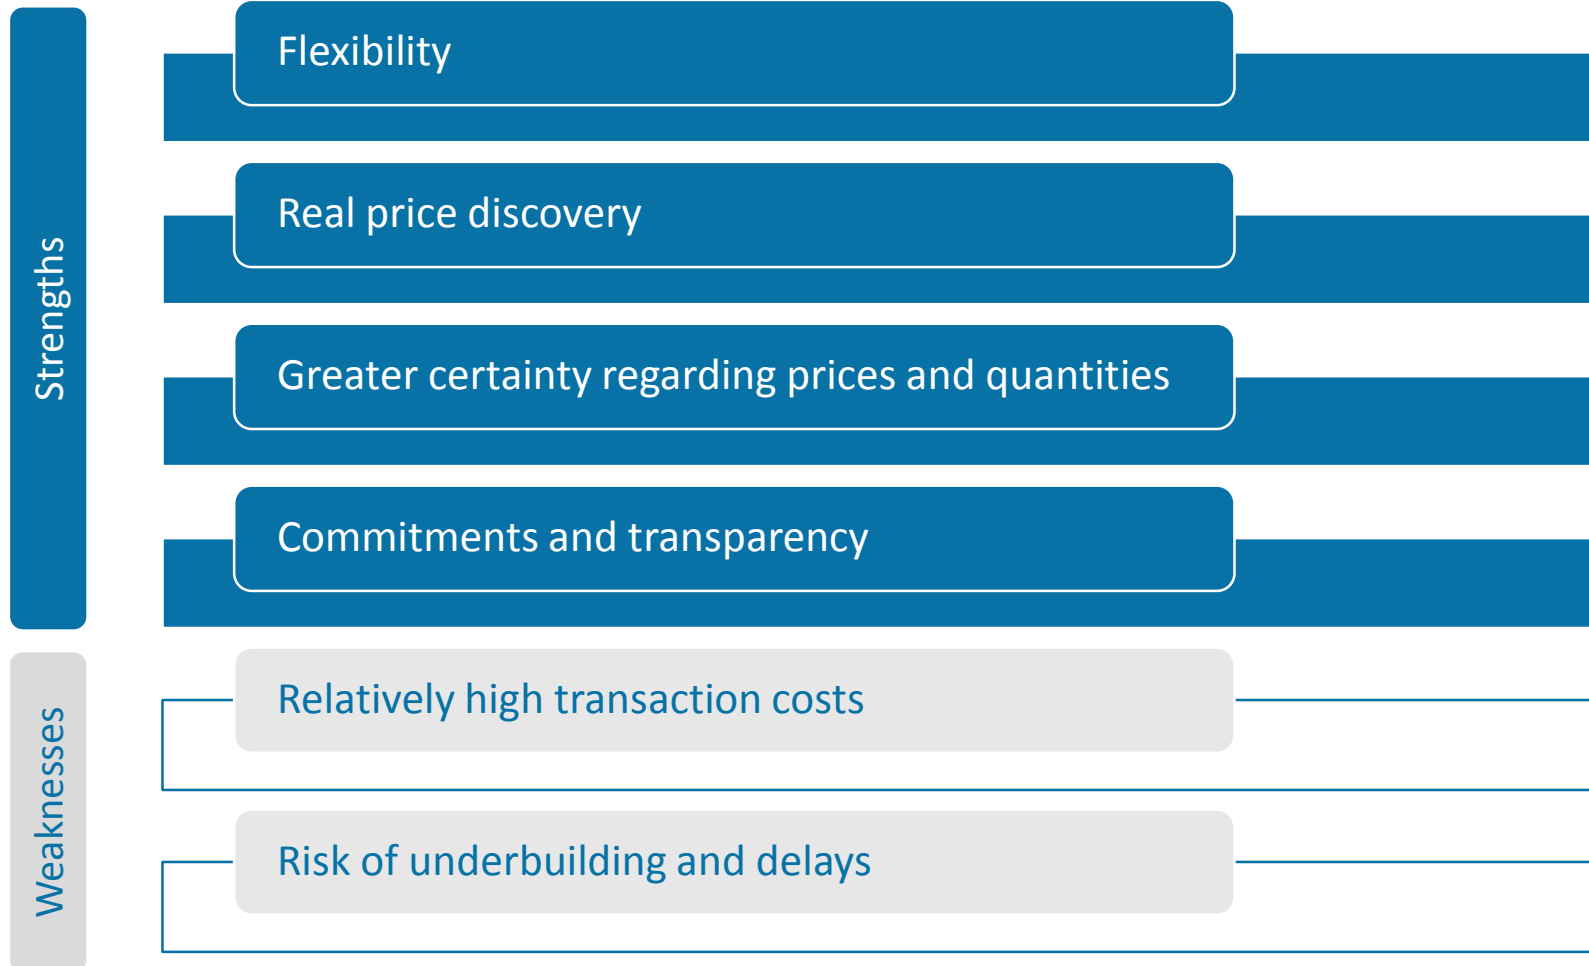 Strengths
Flexibility
Real price discovery
Greater certainty regarding prices and quantities
Commitments and transparency
Weaknesses
Relatively high transaction costs
Risk of underbuilding and delays